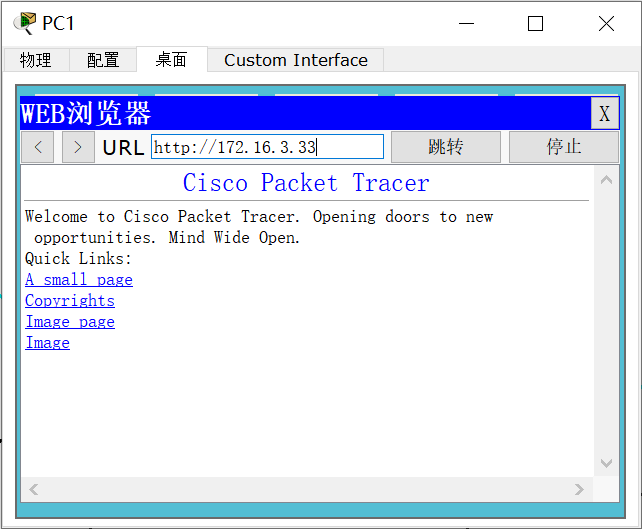 PC1
物理 配置 桌面 Custom Interface
WEB浏览器 X
< > URL http://172.16.3.33 跳转 停止
Cisco Packet Tracer
Welcome to Cisco Packet Tracer. Opening doors to new
opportunities. Mind Wide Open.
Quick Links:
A small page
Copyrights
Image page
Image